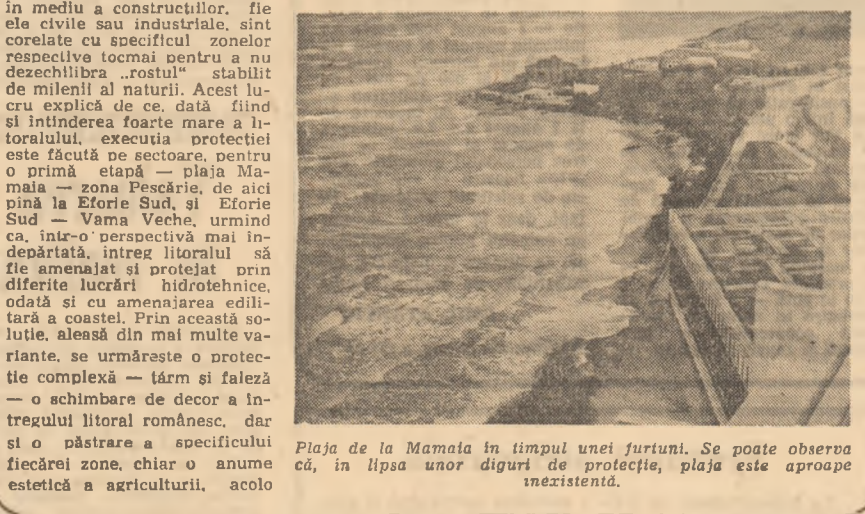 în mediu a construcțiilor, fie
ele civile sau industriale, sînt
corelate cu specificul zonelor
respective tocmai pentru a nu
dezechilibra „rostul“ stabilit
de milenii al naturii. Acest lu-
cru explică de ce, dată fiind
și întinderea foarte mare a li-
toralului, execuția protecției
este făcută pe sectoare, pentru
o primă etapă — plaja Ma-
maia — zona Pescărie, de aici
pînă la Eforie Sud, și Eforie
Sud — Vama Veche, urmînd
ca, într-o perspectivă mai în-
depărtată, întreg litoralul să
fie amenajat și protejat prin
diferite lucrări hidrotehnice,
odată și cu amenajarea edili-
tară a coastei. Prin această so-
luție, aleasă din mai multe va-
riante, se urmărește o protec-
ție complexă — țărm și faleză
— o schimbare de decor a în-
tregului litoral românesc, dar
și o păstrare a specificului
fiecărei zone, chiar o anume
estetică a agriculturii, acolo
Plaja de la Mamaia în timpul unei furtuni. Se poate observa
că, în lipsa unor diguri de protecție, plaja este aproape
inexistentă.